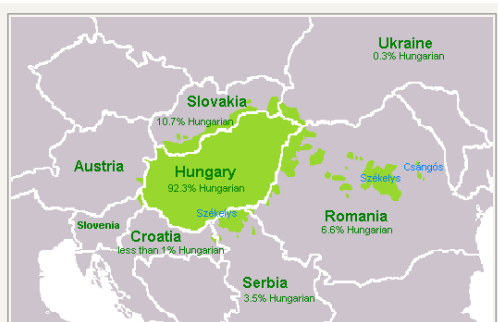 Ukraine
0.3% Hungarian
Slovakia
10.7% Hungarian
Austria
Hungary
92.3% Hungarian
Csángós
Székelys
Székelys
Romania
6.6% Hungarian
Slovenia
Croatia
less than 1% Hungarian
Serbia
3.5% Hungarian